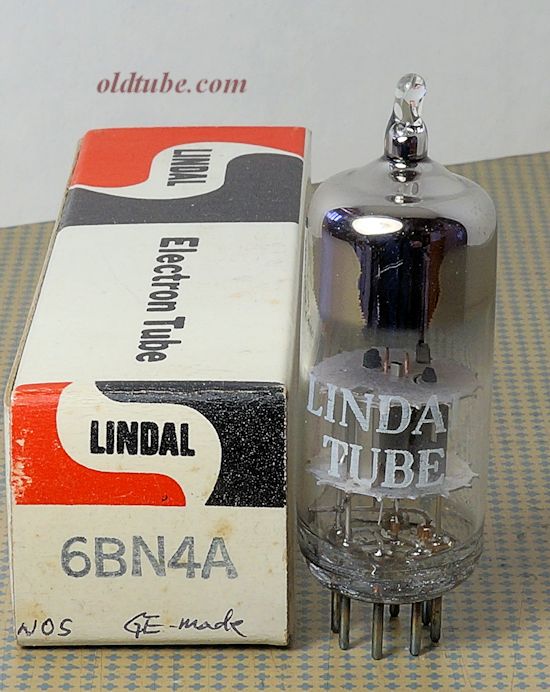 oldtube.com
LINDAL
Electron Tube
LINDAL
6BN4A
NOS GE-made
LINDAL
TUBE